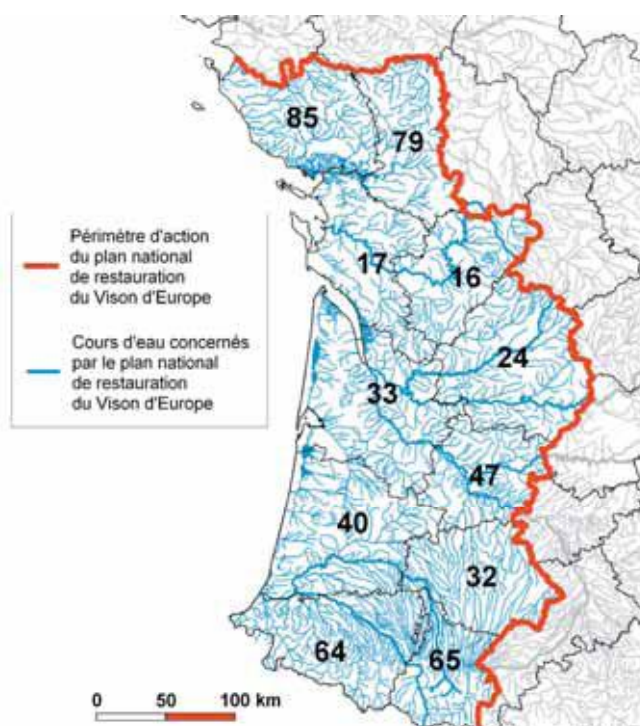 85
79
Périmètre d'action
du plan national
de restauration
du Vison d'Europe
17
16
Cours d'eau concernés
par le plan national
de restauration
du Vison d'Europe
24
33
47
40
32
64
65
0 50 100 km